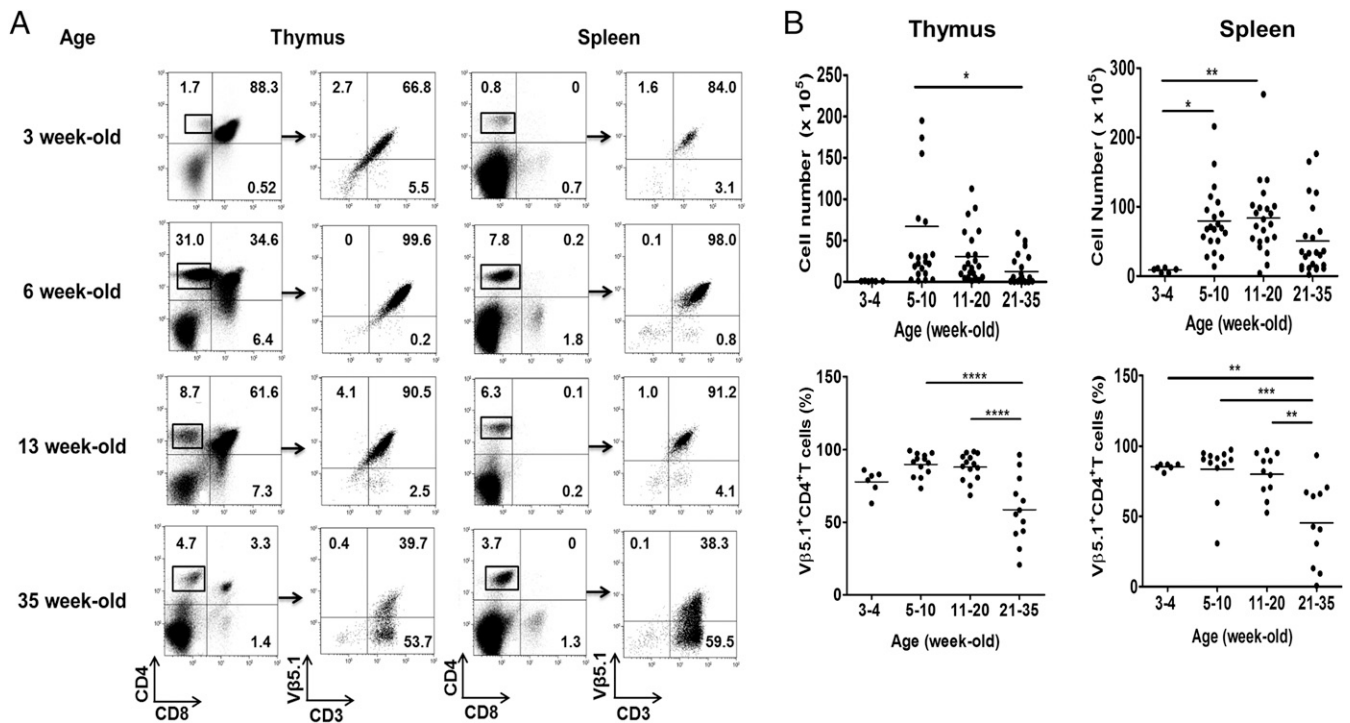 A
Age Thymus Spleen
3 week-old
1.7 88.3 0.52
2.7 66.8 5.5
0.8 0 0.7
1.6 84.0 3.1
6 week-old
31.0 34.6 6.4
0 99.6 0.2
7.8 0.2 1.8
0.1 98.0 0.8
13 week-old
8.7 61.6 7.3
4.1 90.5 2.5
6.3 0.1 0.2
1.0 91.2 4.1
35 week-old
4.7 3.3 1.4
0.4 39.7 53.7
3.7 0 1.3
0.1 38.3 59.5
CD4 CD8
Vβ5.1 CD3
CD4 CD8
Vβ5.1 CD3
B
Thymus
Cell number (x 10⁵)
250
200
150
100
50
0
*
3-4 5-10 11-20 21-35
Age (week-old)
Spleen
Cell Number ( x 10⁵)
300
200
100
0
**
*
3-4 5-10 11-20 21-35
Age (week-old)
Vβ5.1⁺CD4⁺T cells (%)
150
100
50
0
****
****
3-4 5-10 11-20 21-35
Age (week-old)
Vβ5.1⁺CD4⁺T cells (%)
150
100
50
0
**
***
**
3-4 5-10 11-20 21-35
Age (week-old)